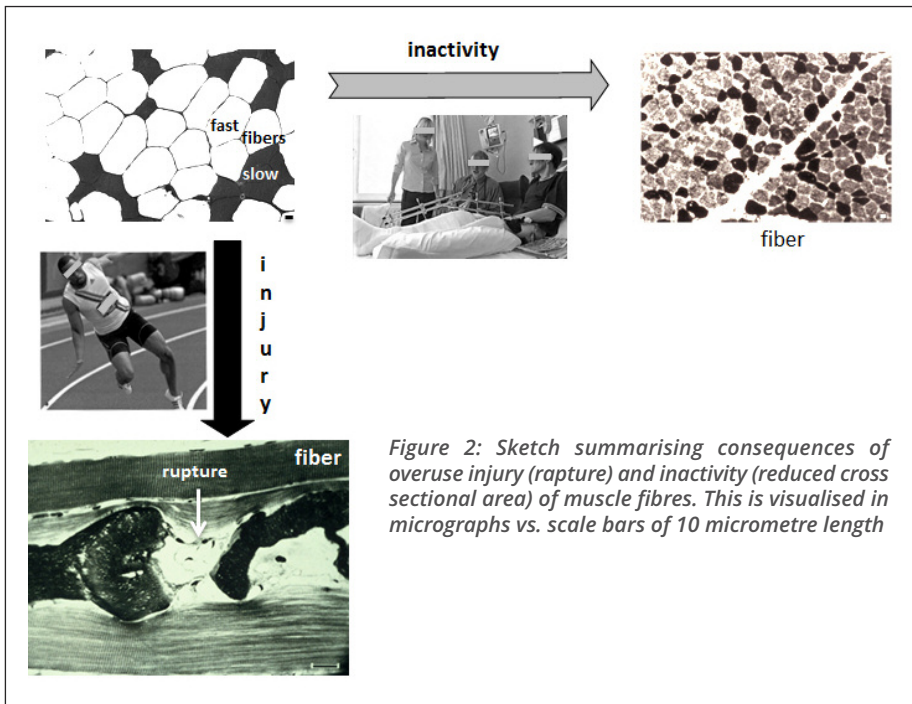 inactivity
fast
fibers
slow
fiber
injury
rupture
fiber
Figure 2: Sketch summarising consequences of
overuse injury (rapture) and inactivity (reduced cross
sectional area) of muscle fibres. This is visualised in
micrographs vs. scale bars of 10 micrometre length